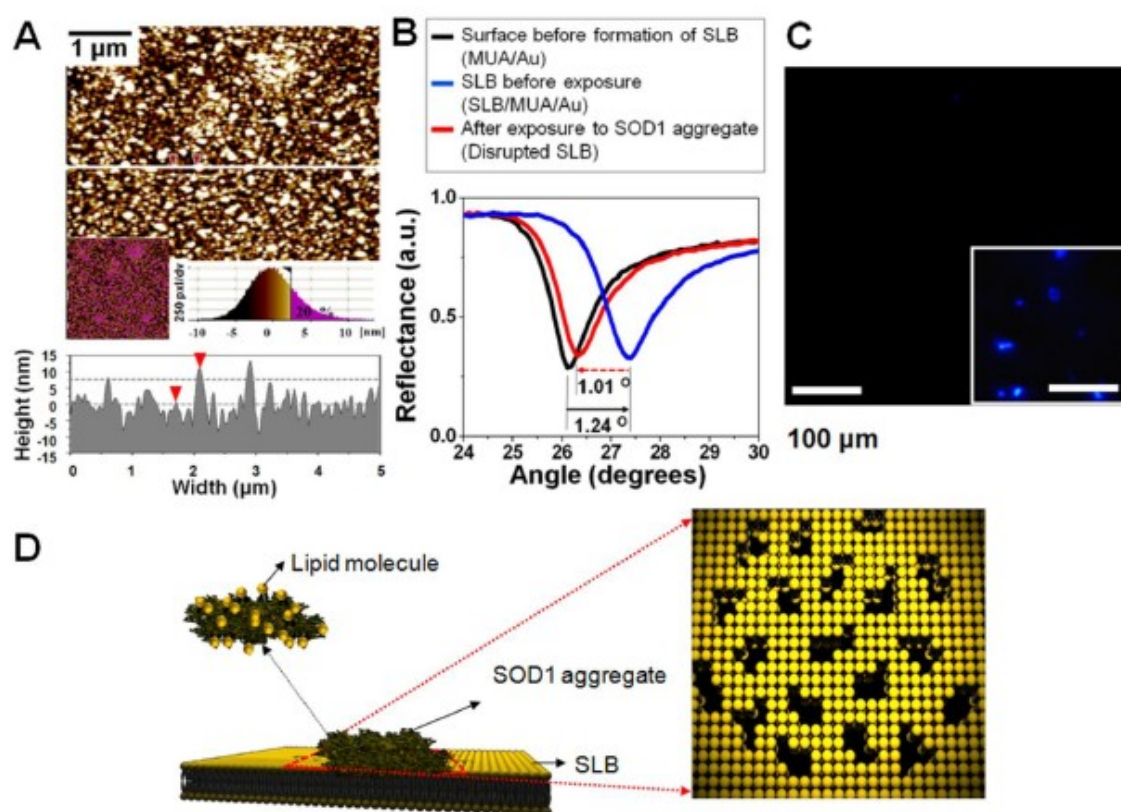 A
1 µm
250 pxl/dv
20 %
-10 -5 0 5 10 [nm]
Height (nm)
15
10
5
0
-5
-10
-15
0 1 2 3 4 5
Width (µm)
B
Surface before formation of SLB
(MUA/Au)
SLB before exposure
(SLB/MUA/Au)
After exposure to SOD1 aggregate
(Disrupted SLB)
Reflectance (a.u.)
1.0
0.5
0.0
1.01 °
1.24 °
24 25 26 27 28 29 30
Angle (degrees)
C
100 µm
D
Lipid molecule
SOD1 aggregate
SLB